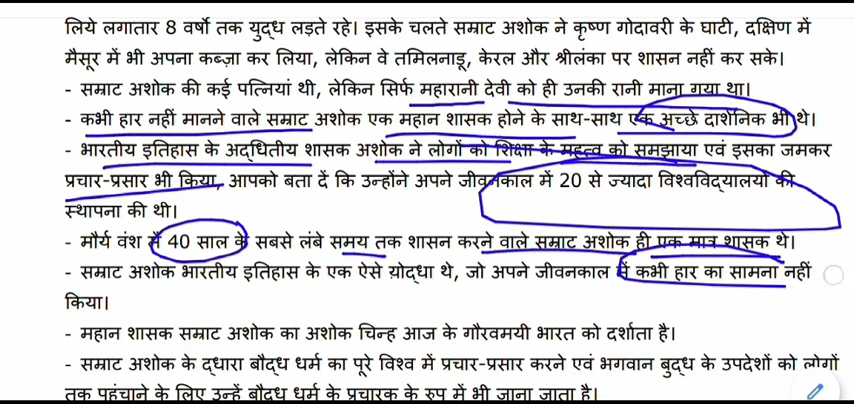 लिये लगातार 8 वर्षो तक युद्ध लड़ते रहे। इसके चलते सम्राट अशोक ने कृष्ण गोदावरी के घाटी, दक्षिण में
मैसूर में भी अपना कब्ज़ा कर लिया, लेकिन वे तमिलनाडू, केरल और श्रीलंका पर शासन नहीं कर सके।
- सम्राट अशोक की कई पत्नियां थी, लेकिन सिर्फ महारानी देवी को ही उनकी रानी माना गया था।
- कभी हार नहीं मानने वाले सम्राट अशोक एक महान शासक होने के साथ-साथ एक अच्छे दार्शनिक भी थे।
- भारतीय इतिहास के अद्धितीय शासक अशोक ने लोगों को शिक्षा के महत्व को समझाया एवं इसका जमकर
प्रचार-प्रसार भी किया, आपको बता दें कि उन्होंने अपने जीवनकाल में 20 से ज्यादा विश्वविद्यालयों की
स्थापना की थी।
- मौर्य वंश में 40 साल के सबसे लंबे समय तक शासन करने वाले सम्राट अशोक ही एक मात्र शासक थे।
- सम्राट अशोक भारतीय इतिहास के एक ऐसे य़ोद्धा थे, जो अपने जीवनकाल में कभी हार का सामना नहीं
किया।
- महान शासक सम्राट अशोक का अशोक चिन्ह आज के गौरवमयी भारत को दर्शाता है।
- सम्राट अशोक के द्धारा बौद्ध धर्म का पूरे विश्व में प्रचार-प्रसार करने एवं भगवान बुद्ध के उपदेशों को लोगों
तक पहुंचाने के लिए उन्हें बौद्ध धर्म के प्रचारक के रुप में भी जाना जाता है।